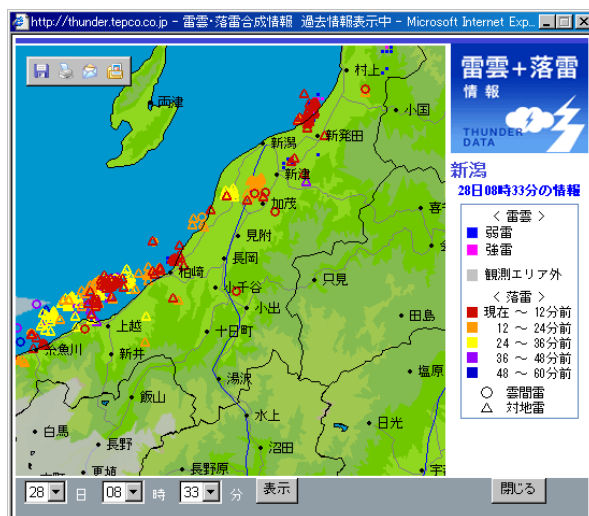 http://thunder.tepco.co.jp - 雷雲・落雷合成情報 過去情報表示中 - Microsoft Internet Exp...
雷雲+落雷
情報
THUNDER
DATA
新潟
28日08時33分の情報
＜ 雷雲 ＞
弱雷
強雷
観測エリア外
＜ 落雷 ＞
現在 ～ 12分前
12 ～ 24分前
24 ～ 36分前
36 ～ 48分前
48 ～ 60分前
雲間雷
対地雷
村上
両津
小国
新発田
新潟
新津
加茂
見附
長岡
柏崎
小千谷
只見
小出
田島
上越
糸魚川
新井
十日町
塩原
湯沢
飯山
水上
日光
白馬
長野
沼田
更埴
長野原
28 日 08 時 33 分 表示
閉じる